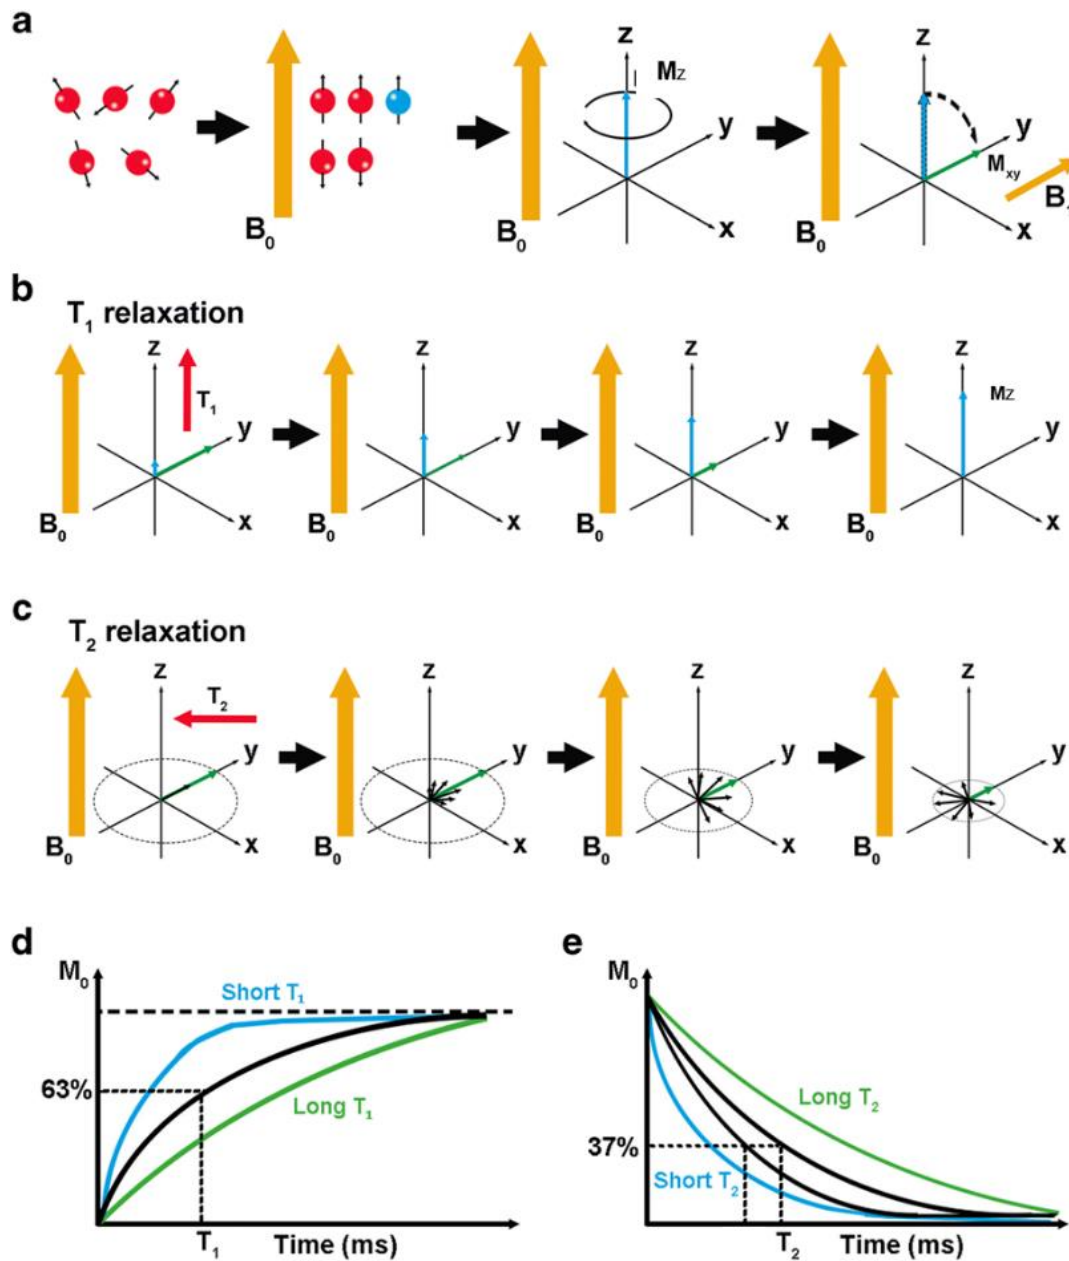 a
z
Mz
y
x
B₀
B₀
z
y
Mxy
B₁
x
B₀
b
T₁ relaxation
z
T₁
y
x
B₀
z
y
x
B₀
z
y
x
B₀
z
Mz
y
x
B₀
c
T₂ relaxation
z
T₂
y
x
B₀
z
y
x
B₀
z
y
x
B₀
z
y
x
B₀
d
M₀
Short T₁
63%
Long T₁
T₁
Time (ms)
e
M₀
Long T₂
37%
Short T₂
T₂
Time (ms)